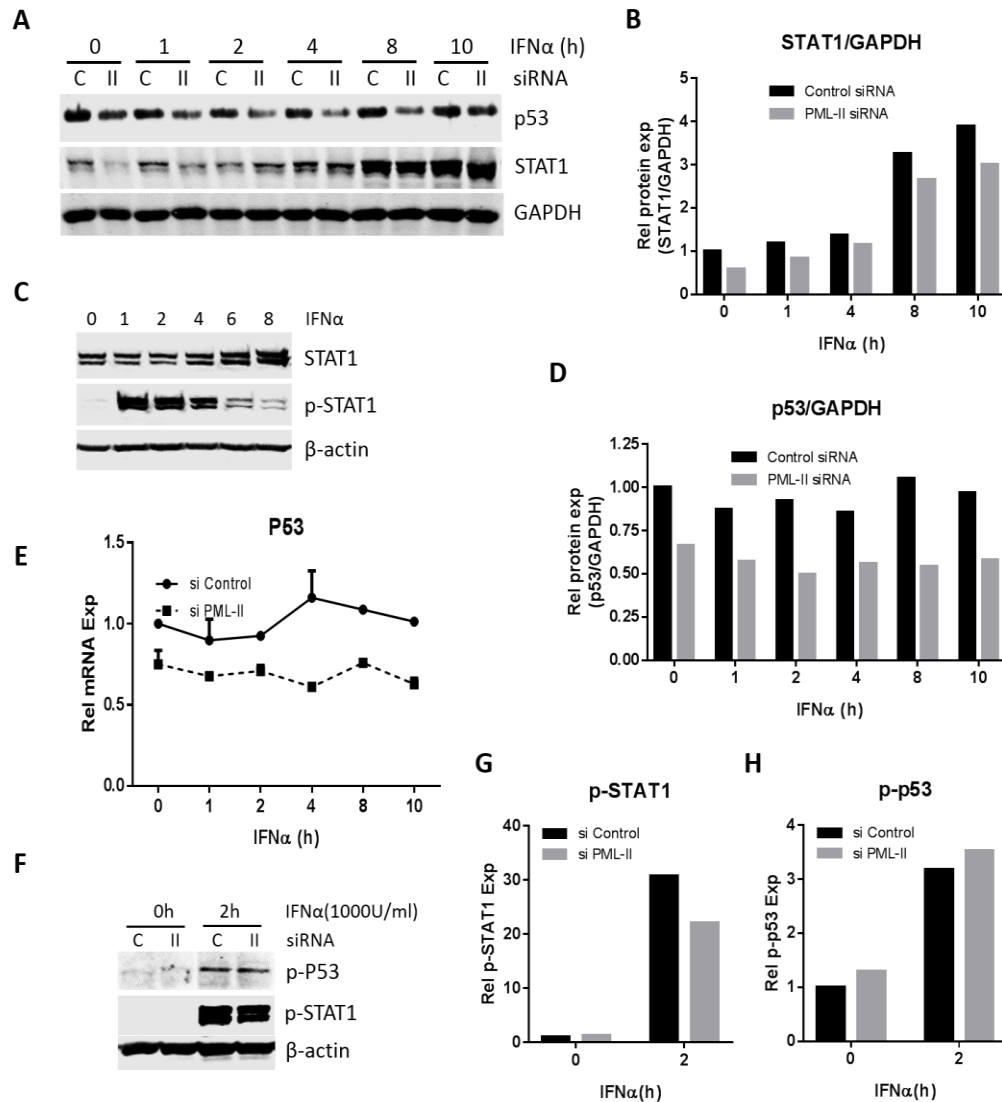 A
0 1 2 4 8 10 IFNα (h)
C II C II C II C II C II C II siRNA
p53
STAT1
GAPDH
B
STAT1/GAPDH
Control siRNA
PML-II siRNA
Rel protein exp
(STAT1/GAPDH)
5
4
3
2
1
0
0 1 4 8 10
IFNα (h)
C
0 1 2 4 6 8 IFNα
STAT1
p-STAT1
β-actin
D
p53/GAPDH
Control siRNA
PML-II siRNA
Rel protein exp
(p53/GAPDH)
1.25
1.00
0.75
0.50
0.25
0.00
0 1 2 4 8 10
IFNα (h)
E
P53
si Control
si PML-II
Rel mRNA Exp
1.5
1.0
0.5
0.0
0 1 2 4 8 10
IFNα (h)
F
0h 2h IFNα(1000U/ml)
C II C II siRNA
p-P53
p-STAT1
β-actin
G
p-STAT1
si Control
si PML-II
Rel p-STAT1 Exp
40
30
20
10
0
0 2
IFNα(h)
H
p-p53
si Control
si PML-II
Rel p-p53 Exp
4
3
2
1
0
0 2
IFNα(h)